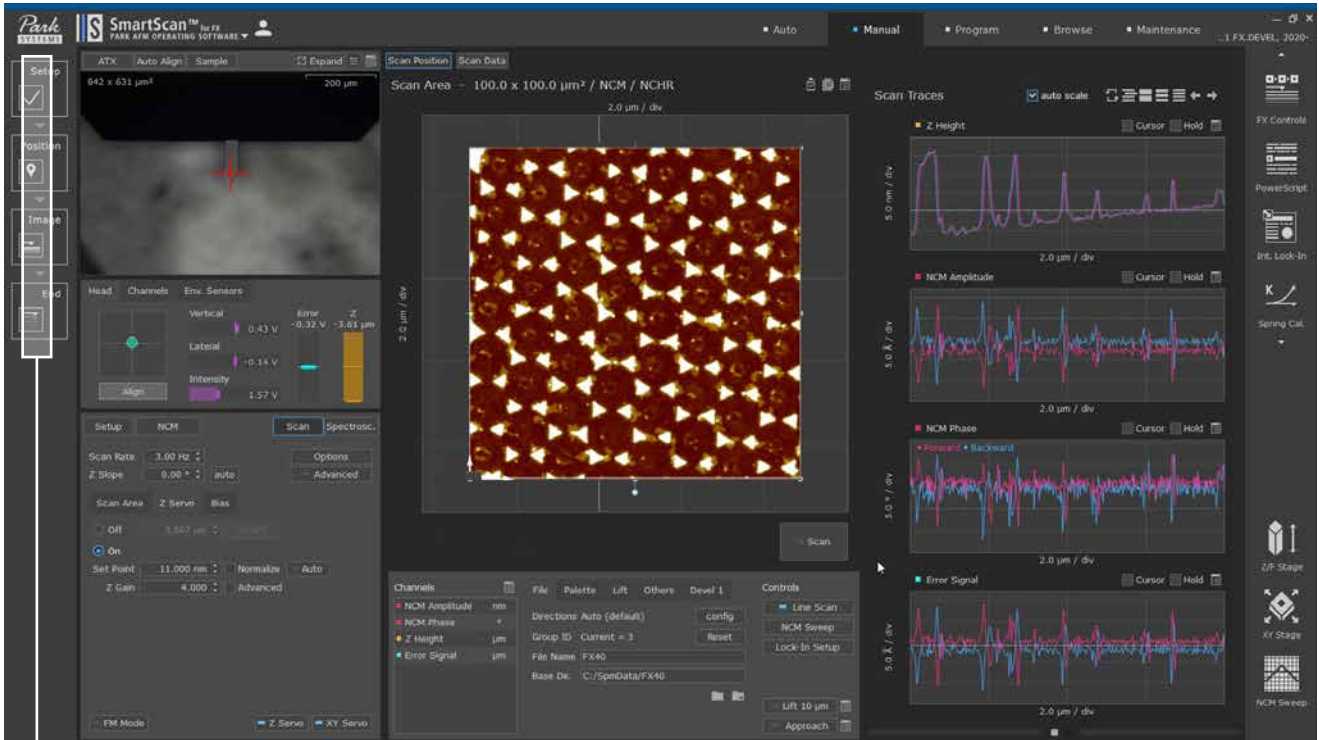 Park
SYSTEMS
SmartScan™ for FX
PARK AFM OPERATING SOFTWARE
Auto
Manual
Program
Browse
Maintenance
..1 FX.DEVEL, 2020-
Setup
Position
Image
End
ATX Auto Align Sample Expand
842 x 631 µm²
200 µm
Head Channels Env. Sensors
Vertical
0.43 V
Lateral
-0.14 V
Intensity
1.57 V
Error
-0.32 V
Z
-3.61 µm
Align
Setup NCM Scan Spectrosc.
Scan Rate 3.00 Hz Options
Z Slope 0.00 ° auto Advanced
Scan Area Z Servo Bias
Off
On
Set Point 11.000 nm Normalize Auto
Z Gain 4.000 Advanced
FM Mode Z Servo XY Servo
Scan Position Scan Data
Scan Area - 100.0 x 100.0 µm² / NCM / NCHR
2.0 µm / div
2.0 µm / div
Scan
Channels
NCM Amplitude nm
NCM Phase °
Z Height µm
Error Signal µm
File Palette Lift Others Devel 1
Directions Auto (default) config
Group ID Current = 3 Reset
File Name FX40
Base Dir. C:/SpmData/FX40
Controls
Line Scan
NCM Sweep
Lock-In Setup
Lift 10 µm
Approach
Scan Traces auto scale
Z Height Cursor Hold
5.0 nm / div
2.0 µm / div
NCM Amplitude Cursor Hold
5.0 Å / div
2.0 µm / div
NCM Phase Cursor Hold
Forward Backward
5.0 ° / div
2.0 µm / div
Error Signal Cursor Hold
5.0 Å / div
2.0 µm / div
FX Controls
PowerScript
Int. Lock-In
K
Spring Cal.
Z/F Stage
XY Stage
NCM Sweep